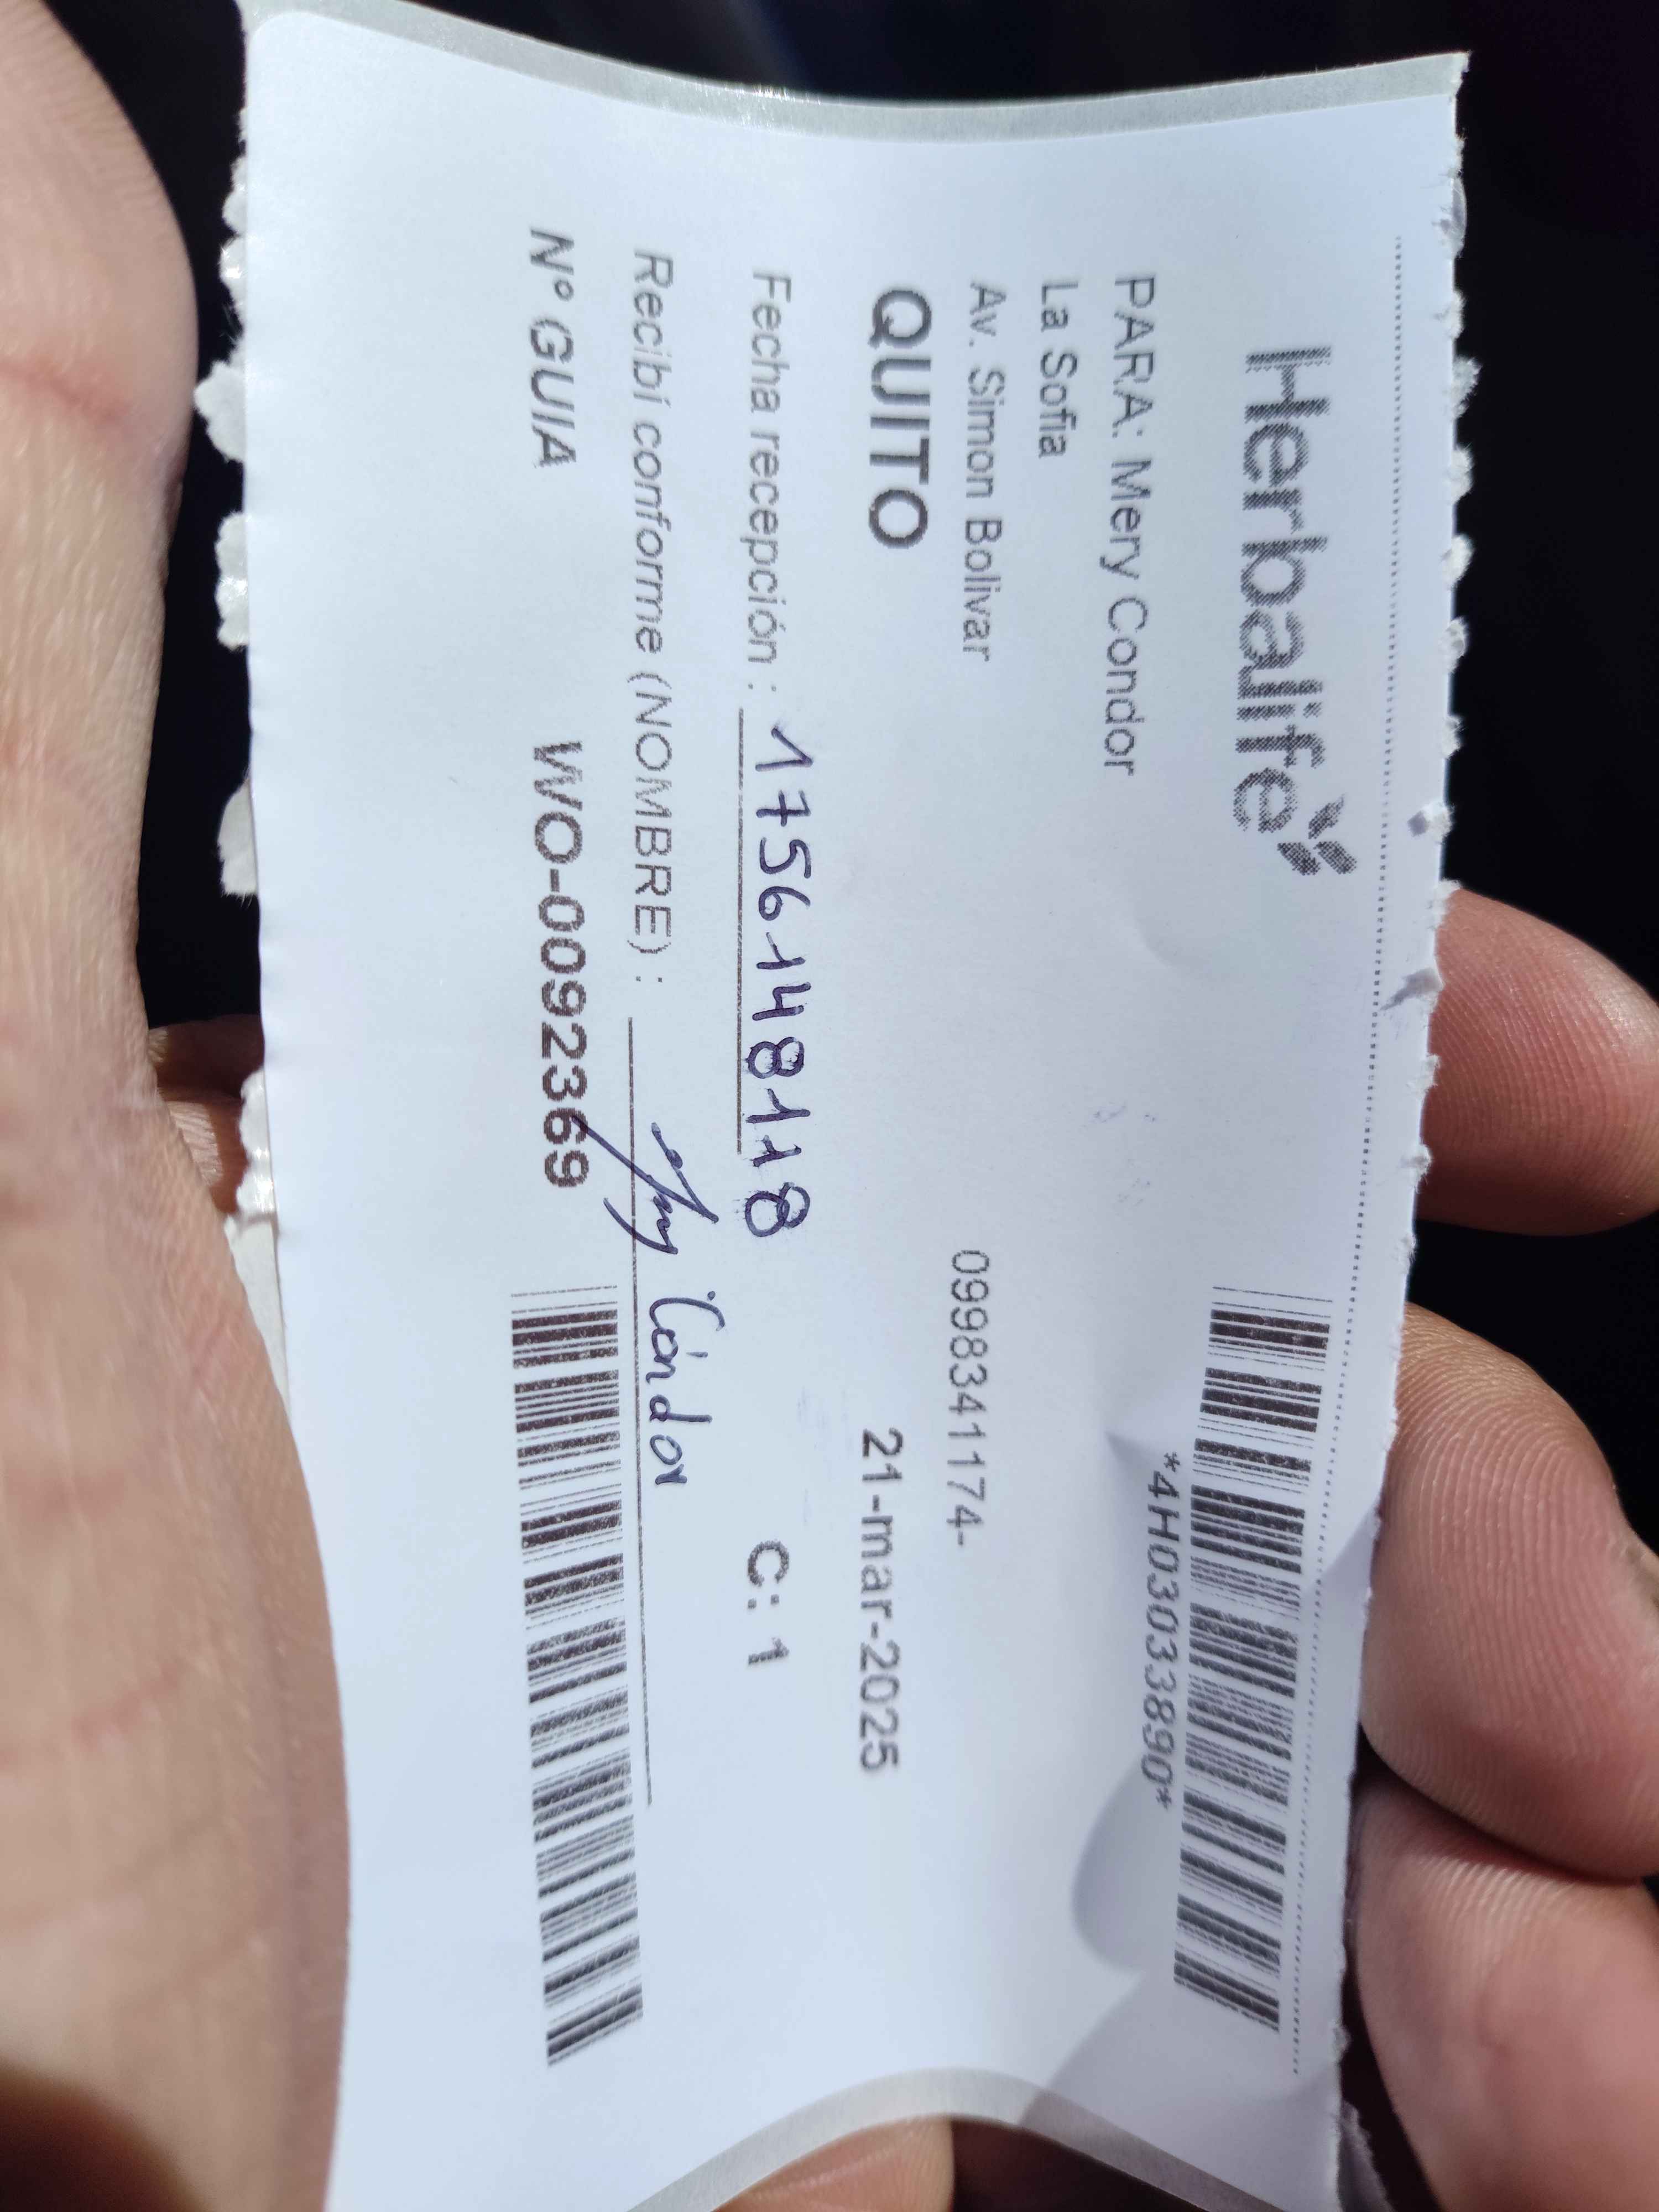 Herbalife
*4H03033890*
PARA: Mery Condor
La Sofia
Av. Simon Bolivar 0998341174-
QUITO 21-mar-2025
Fecha recepción : 1756148118 C: 1
Recibí conforme (NOMBRE) : Cóndor
Nº GUIA WO-0092369